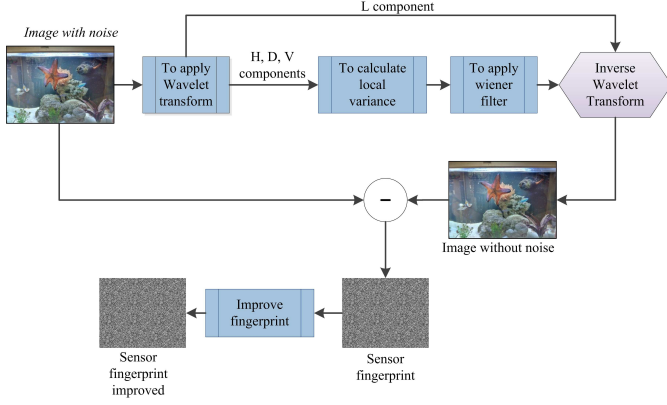 L component
Image with noise
To apply
Wavelet
transform
H, D, V
components
To calculate
local
variance
To apply
wiener
filter
Inverse
Wavelet
Transform
−
Image without noise
Improve
fingerprint
Sensor
fingerprint
improved
Sensor
fingerprint